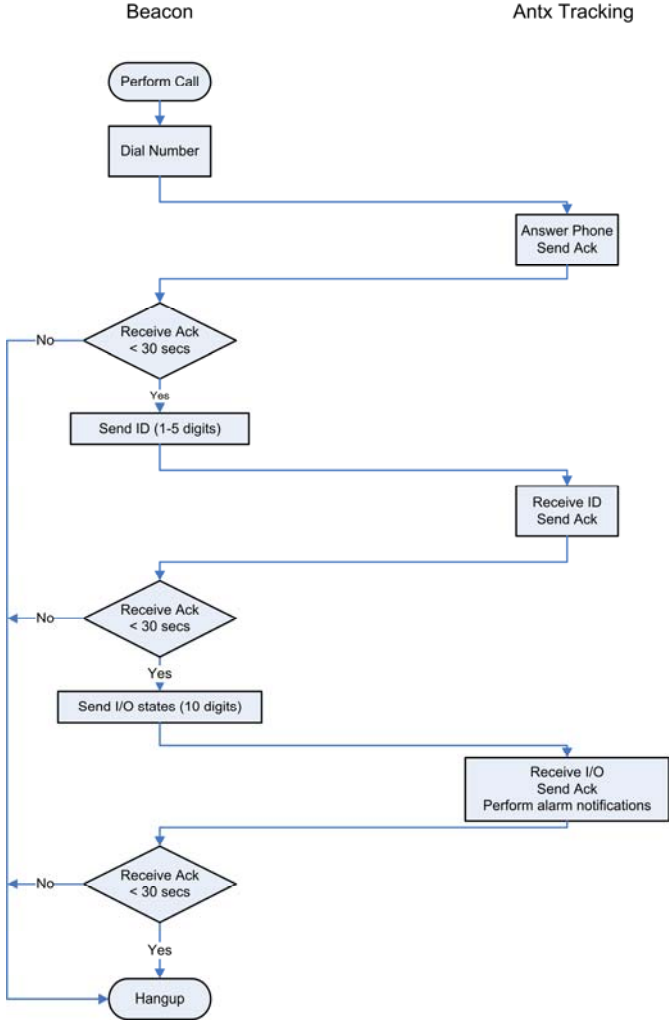 Beacon
Antx Tracking
Perform Call
Dial Number
Answer Phone
Send Ack
Receive Ack
< 30 secs
No
Yes
Send ID (1-5 digits)
Receive ID
Send Ack
Receive Ack
< 30 secs
No
Yes
Send I/O states (10 digits)
Receive I/O
Send Ack
Perform alarm notifications
Receive Ack
< 30 secs
No
Yes
Hangup